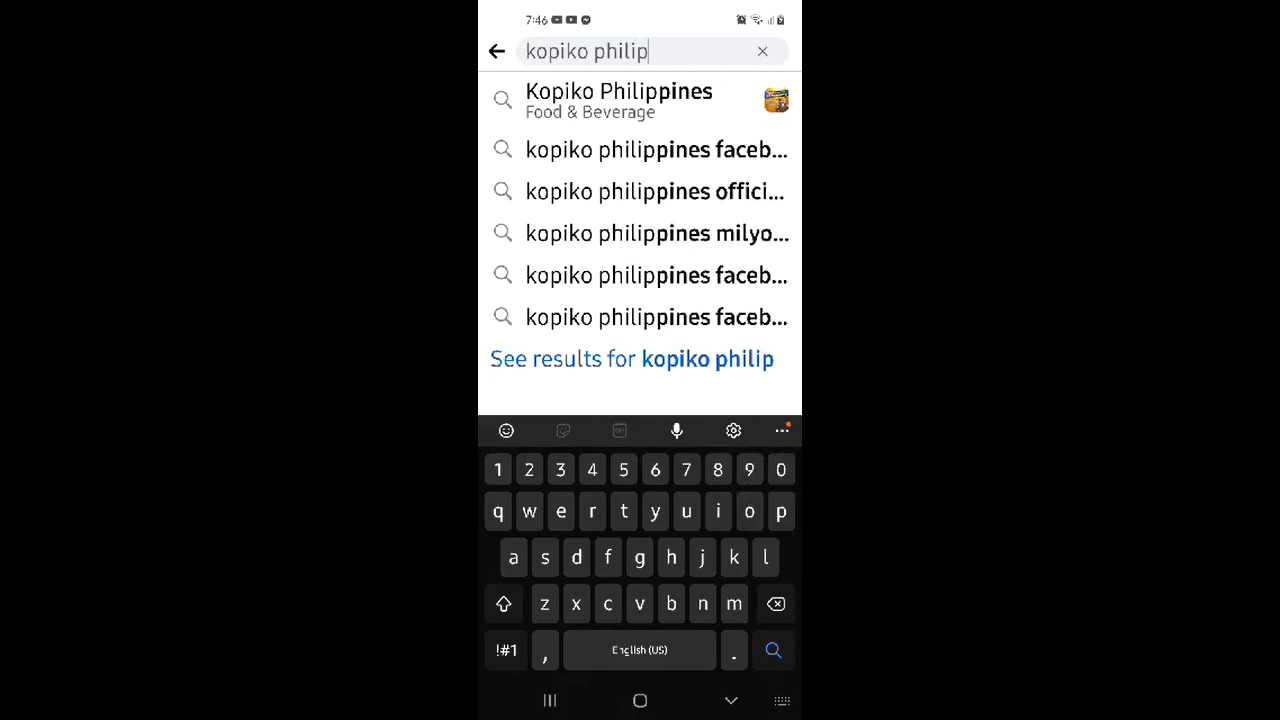 7:46
kopiko philip
Kopiko Philippines
Food & Beverage
kopiko philippines faceb...
kopiko philippines offici...
kopiko philippines milyo...
kopiko philippines faceb...
kopiko philippines faceb...
See results for kopiko philip
1 2 3 4 5 6 7 8 9 0
q w e r t y u i o p
a s d f g h j k l
z x c v b n m
!#1 , English (US) .